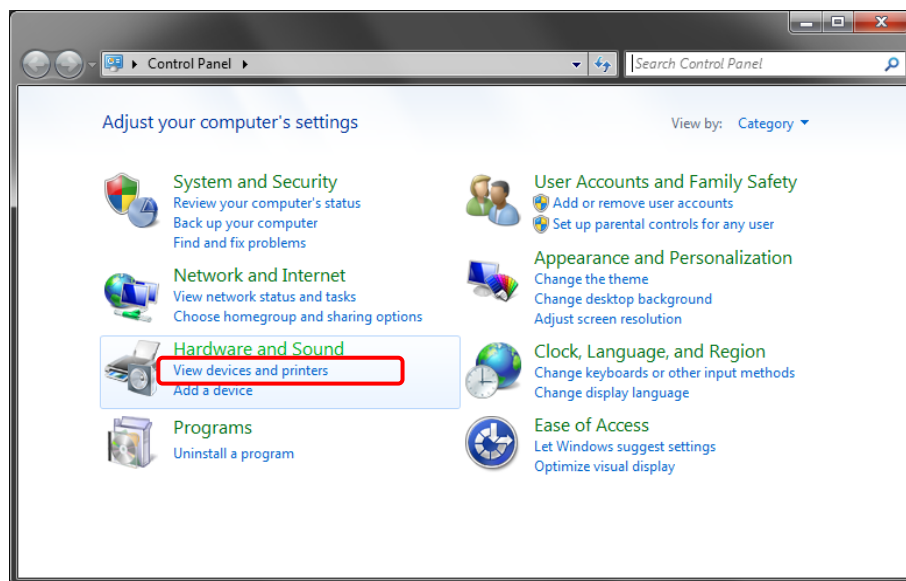 Control Panel
Search Control Panel
Adjust your computer's settings
View by: Category
System and Security
Review your computer's status
Back up your computer
Find and fix problems
Network and Internet
View network status and tasks
Choose homegroup and sharing options
Hardware and Sound
View devices and printers
Add a device
Programs
Uninstall a program
User Accounts and Family Safety
Add or remove user accounts
Set up parental controls for any user
Appearance and Personalization
Change the theme
Change desktop background
Adjust screen resolution
Clock, Language, and Region
Change keyboards or other input methods
Change display language
Ease of Access
Let Windows suggest settings
Optimize visual display